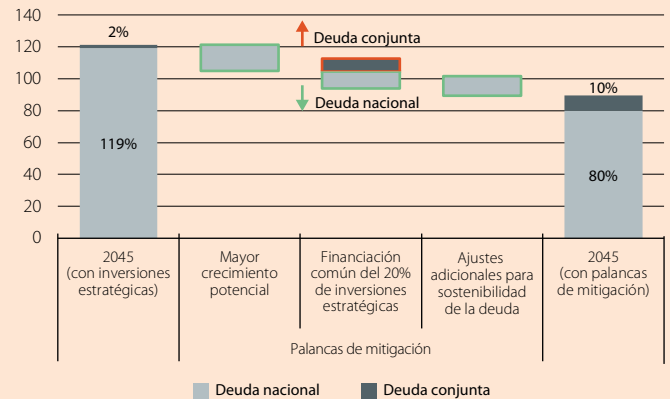 140
120
100
80
60
40
20
0
2%
119%
Deuda conjunta
Deuda nacional
10%
80%
2045
(con inversiones
estratégicas)
Mayor
crecimiento
potencial
Financiación
común del 20%
de inversiones
estratégicas
Ajustes
adicionales para
sostenibilidad
de la deuda
2045
(con palancas
de mitigación)
Palancas de mitigación
Deuda nacional
Deuda conjunta